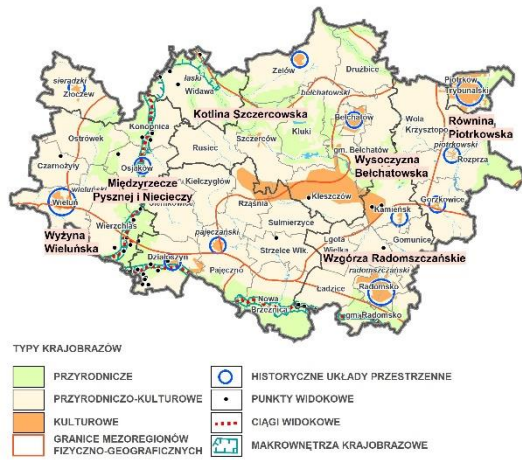 sieradzki
Złoczew
łaski
Widawa
Zelów
Drużbice
Piotrków
Trybunalski
bełchatowski
Konopnica
Kotlina Szczercowska
Ostrówek
Rusiec
Szczerców
Kluki
Bełchatów
gm. Bełchatów
Wola
Krzysztopo
Równina
Piotrkowska
piotrkowski
Rozprza
Czarnożyły
Osjaków
Międzyrzecze
Pysznej i Niecieczy
Kiełczygłów
Wysoczyzna
Bełchatowska
wieluński
Wieluń
Rząśnia
Kleszczów
Kamieńsk
Gorzkowice
Wierzchlas
Sulmierzyce
Wyżyna
Wieluńska
pajęczański
Działoszyn
Pajęczno
Strzelce Wlk.
Lgota
Wielka
Gomunice
Wzgórza Radomszczańskie
radomszczański
Ładzice
Radomsko
Nowa
Brzeźnica
gm. Radomsko
TYPY KRAJOBRAZÓW
PRZYRODNICZE
PRZYRODNICZO-KULTUROWE
KULTUROWE
GRANICE MEZOREGIONÓW
FIZYCZNO-GEOGRAFICZNYCH
HISTORYCZNE UKŁADY PRZESTRZENNE
PUNKTY WIDOKOWE
CIĄGI WIDOKOWE
MAKROWNĘTRZA KRAJOBRAZOWE